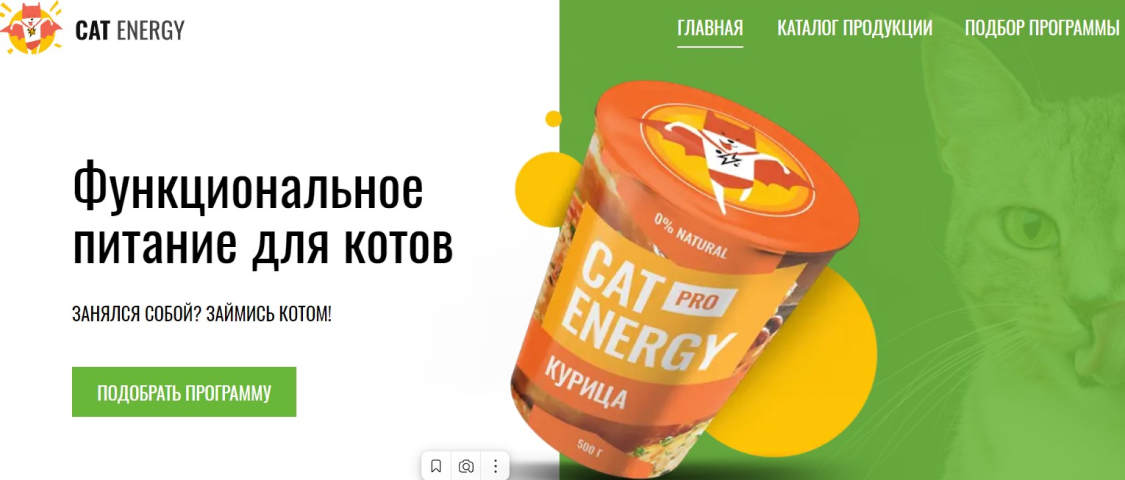 CAT ENERGY
ГЛАВНАЯ
КАТАЛОГ ПРОДУКЦИИ
ПОДБОР ПРОГРАММЫ
Функциональное
питание для котов
ЗАНЯЛСЯ СОБОЙ? ЗАЙМИСЬ КОТОМ!
ПОДОБРАТЬ ПРОГРАММУ
0% NATURAL
CAT PRO
ENERGY
КУРИЦА
500 г